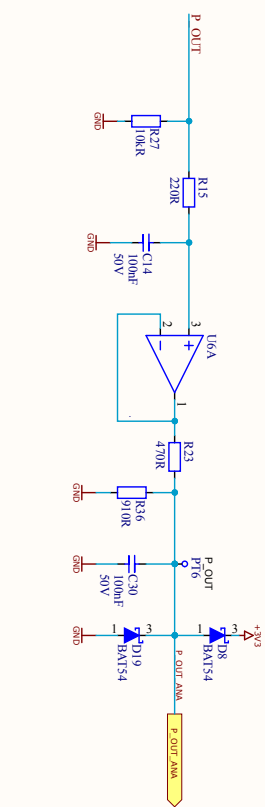 P_OUT
R27
10kR
GND
R15
220R
C14
100nF
50V
GND
U6A
3
2
1
R23
470R
R36
910R
GND
P_OUT
PT6
C30
100nF
50V
GND
+3V3
3
D8
BAT54
1
3
D19
BAT54
1
GND
P_OUT_ANA
P_OUT_ANA